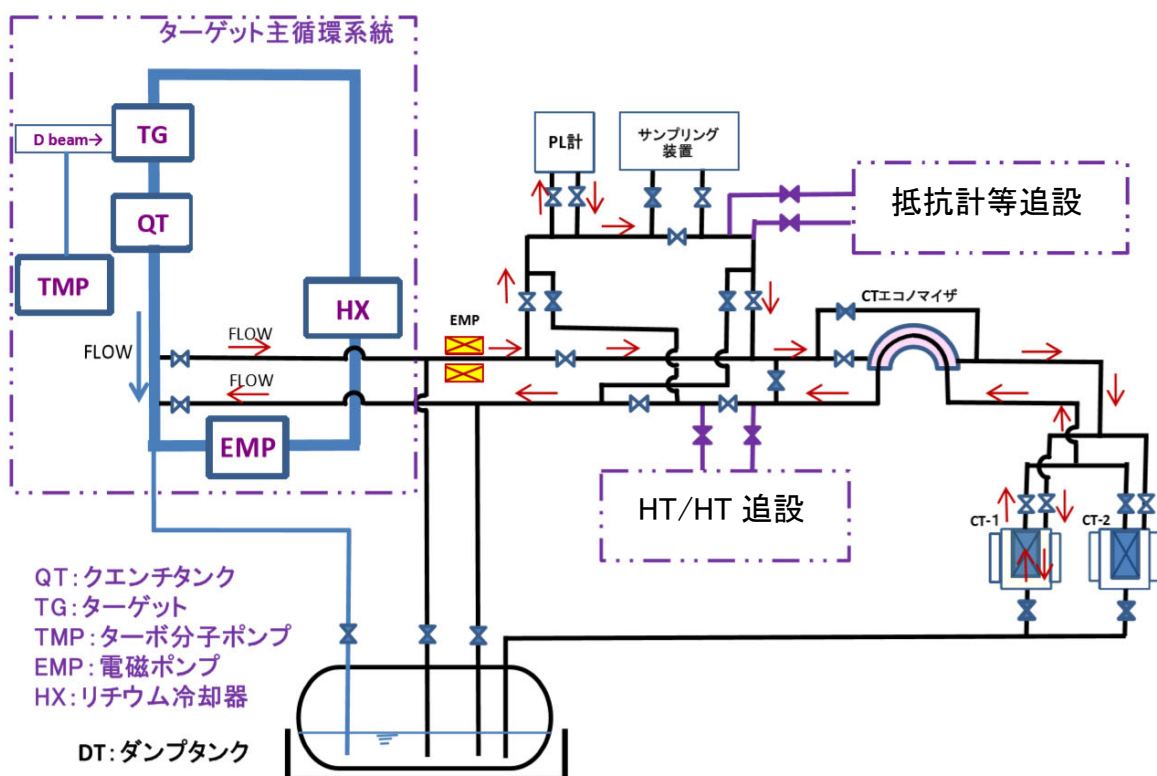 ターゲット主循環系統
D beam→
TG
QT
TMP
HX
EMP
FLOW
FLOW
FLOW
EMP
PL計
サンプリング
装置
抵抗計等追設
CTエコノマイザ
HT/HT 追設
CT-1
CT-2
QT:クエンチタンク
TG:ターゲット
TMP:ターボ分子ポンプ
EMP:電磁ポンプ
HX:リチウム冷却器
DT:ダンプタンク